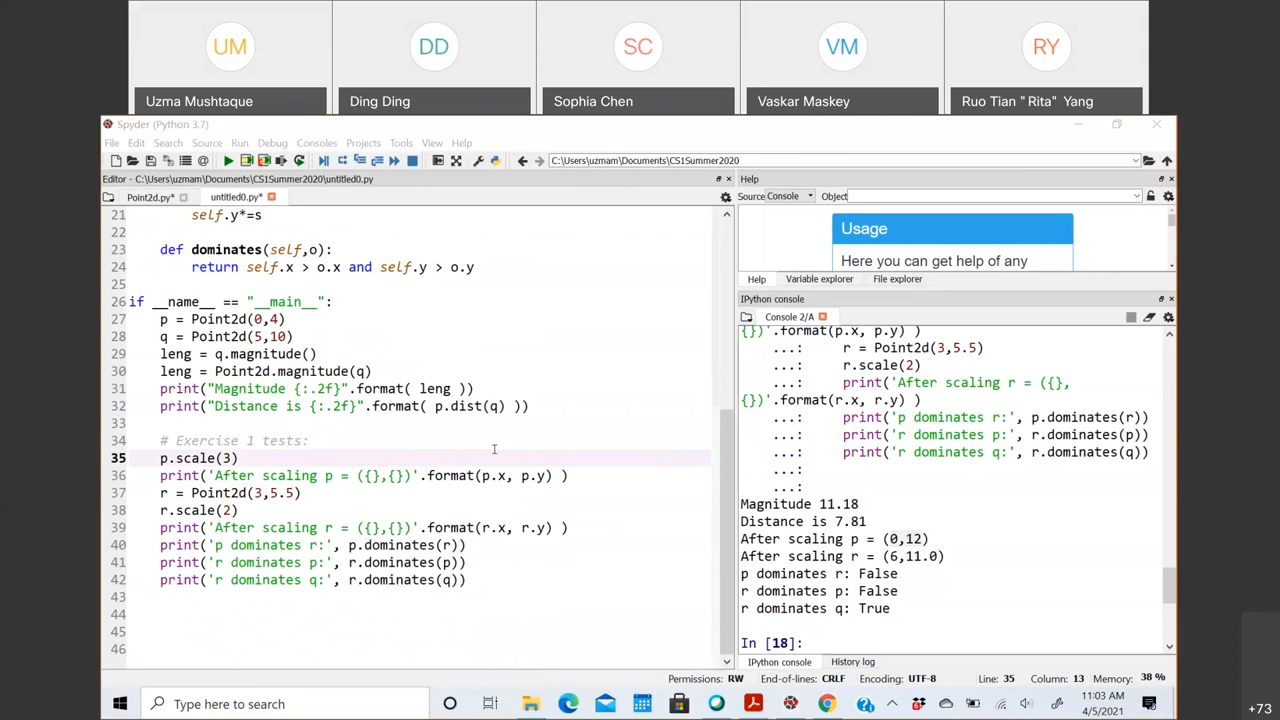 UM DD SC VM RY
Uzma Mushtaque Ding Ding Sophia Chen Vaskar Maskey Ruo Tian "Rita" Yang
Spyder (Python 3.7)
File Edit Search Source Run Debug Consoles Projects Tools View Help
C:\Users\uzmam\Documents\CS1Summer2020
Editor - C:\Users\uzmam\Documents\CS1Summer2020\untitled0.py
Point2d.py* untitled0.py*
21 self.y*=s
22
23 def dominates(self,o):
24 return self.x > o.x and self.y > o.y
25
26 if __name__ == "__main__":
27 p = Point2d(0,4)
28 q = Point2d(5,10)
29 leng = q.magnitude()
30 leng = Point2d.magnitude(q)
31 print("Magnitude {:.2f}".format( leng ))
32 print("Distance is {:.2f}".format( p.dist(q) ))
33
34 # Exercise 1 tests:
35 p.scale(3)
36 print('After scaling p = ({},{})'.format(p.x, p.y) )
37 r = Point2d(3,5.5)
38 r.scale(2)
39 print('After scaling r = ({},{})'.format(r.x, r.y) )
40 print('p dominates r:', p.dominates(r))
41 print('r dominates p:', r.dominates(p))
42 print('r dominates q:', r.dominates(q))
43
44
45
46
Help
Source Console Object
Usage
Here you can get help of any
Help Variable explorer File explorer
IPython console
Console 2/A
{})'.format(p.x, p.y) )
...: r = Point2d(3,5.5)
...: r.scale(2)
...: print('After scaling r = ({},
{})'.format(r.x, r.y) )
...: print('p dominates r:', p.dominates(r))
...: print('r dominates p:', r.dominates(p))
...: print('r dominates q:', r.dominates(q))
...:
...:
Magnitude 11.18
Distance is 7.81
After scaling p = (0,12)
After scaling r = (6,11.0)
p dominates r: False
r dominates p: False
r dominates q: True
In [18]:
IPython console History log
Permissions: RW End-of-lines: CRLF Encoding: UTF-8 Line: 35 Column: 13 Memory: 38 %
Type here to search
11:03 AM
4/5/2021
+73